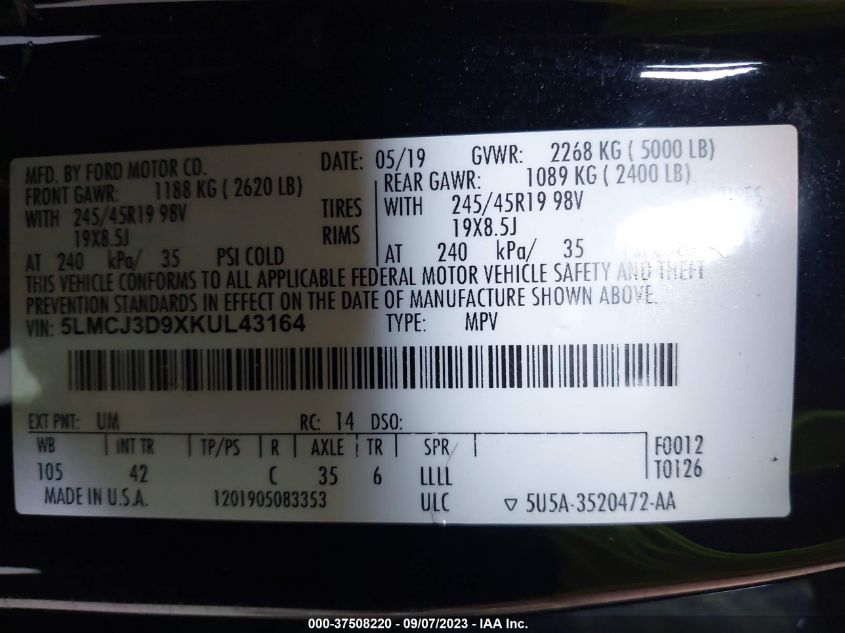 MFD. BY FORD MOTOR CO. DATE: 05/19 GVWR: 2268 KG ( 5000 LB)
FRONT GAWR: 1188 KG ( 2620 LB) REAR GAWR: 1089 KG ( 2400 LB)
WITH 245/45R19 98V TIRES WITH 245/45R19 98V TIRES
19X8.5J RIMS 19X8.5J
AT 240 kPa/ 35 PSI COLD AT 240 kPa/ 35
THIS VEHICLE CONFORMS TO ALL APPLICABLE FEDERAL MOTOR VEHICLE SAFETY AND THEFT
PREVENTION STANDARDS IN EFFECT ON THE DATE OF MANUFACTURE SHOWN ABOVE.
VIN: 5LMCJ3D9XKUL43164 TYPE: MPV
EXT PNT: UM RC: 14 DSO:
WB INT TR TP/PS R AXLE TR SPR F0012
105 42 C 35 6 LLLL T0126
MADE IN U.S.A. 1201905083353 ULC ▽ 5U5A-3520472-AA
000-37508220 - 09/07/2023 - IAA Inc.